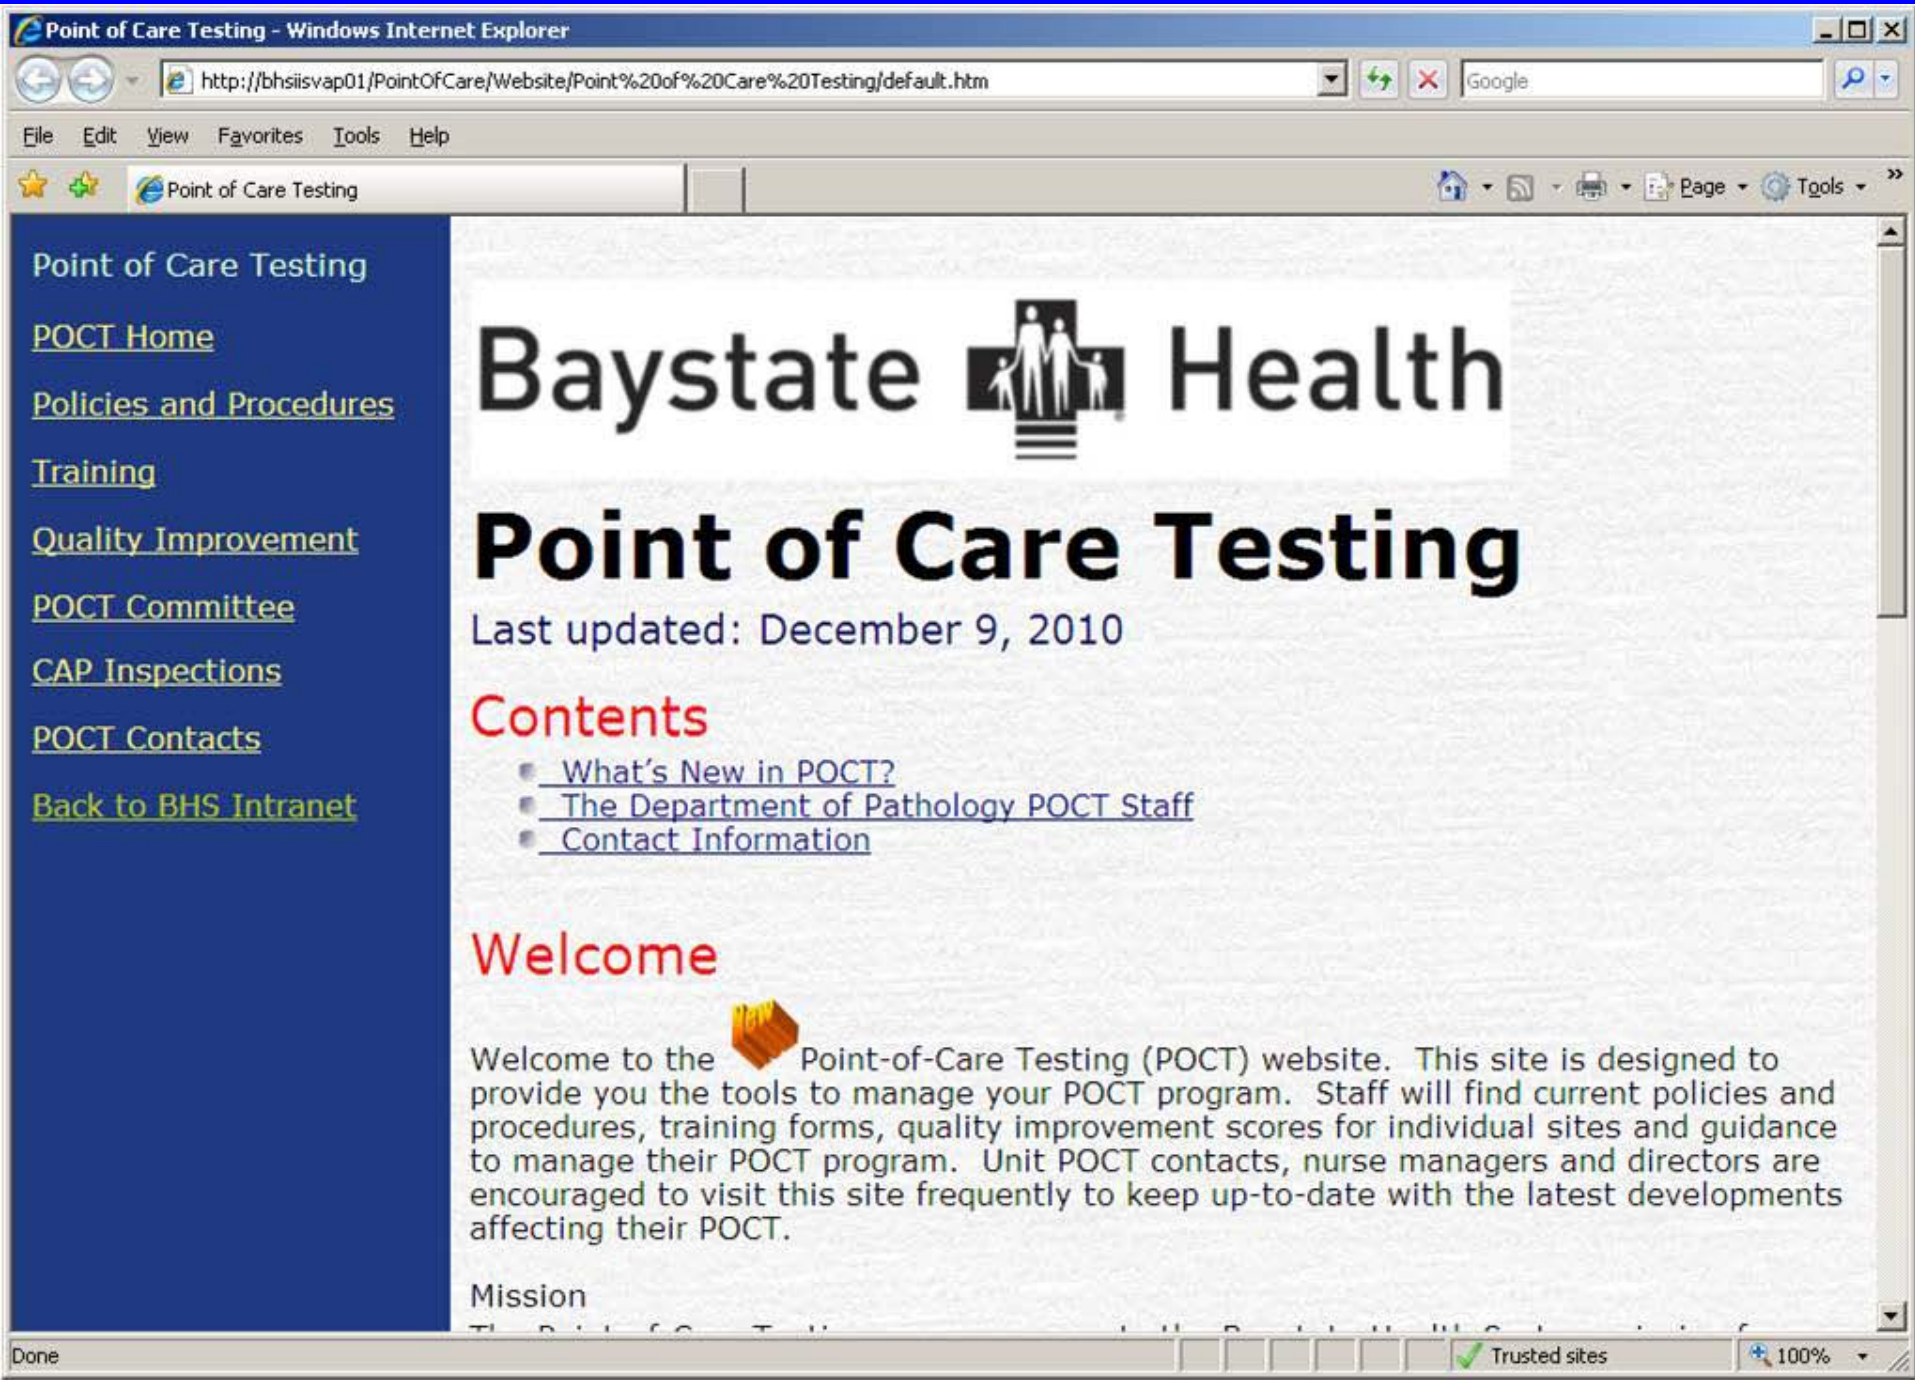 Point of Care Testing - Windows Internet Explorer
http://bhsiisvap01/PointOfCare/Website/Point%20of%20Care%20Testing/default.htm
Google
File Edit View Favorites Tools Help
Point of Care Testing
Page Tools »
Point of Care Testing
POCT Home
Policies and Procedures
Training
Quality Improvement
POCT Committee
CAP Inspections
POCT Contacts
Back to BHS Intranet
Baystate Health
Point of Care Testing
Last updated: December 9, 2010
Contents
What's New in POCT?
The Department of Pathology POCT Staff
Contact Information
Welcome
New
Welcome to the Point-of-Care Testing (POCT) website. This site is designed to
provide you the tools to manage your POCT program. Staff will find current policies and
procedures, training forms, quality improvement scores for individual sites and guidance
to manage their POCT program. Unit POCT contacts, nurse managers and directors are
encouraged to visit this site frequently to keep up-to-date with the latest developments
affecting their POCT.
Mission
Done
Trusted sites
100%